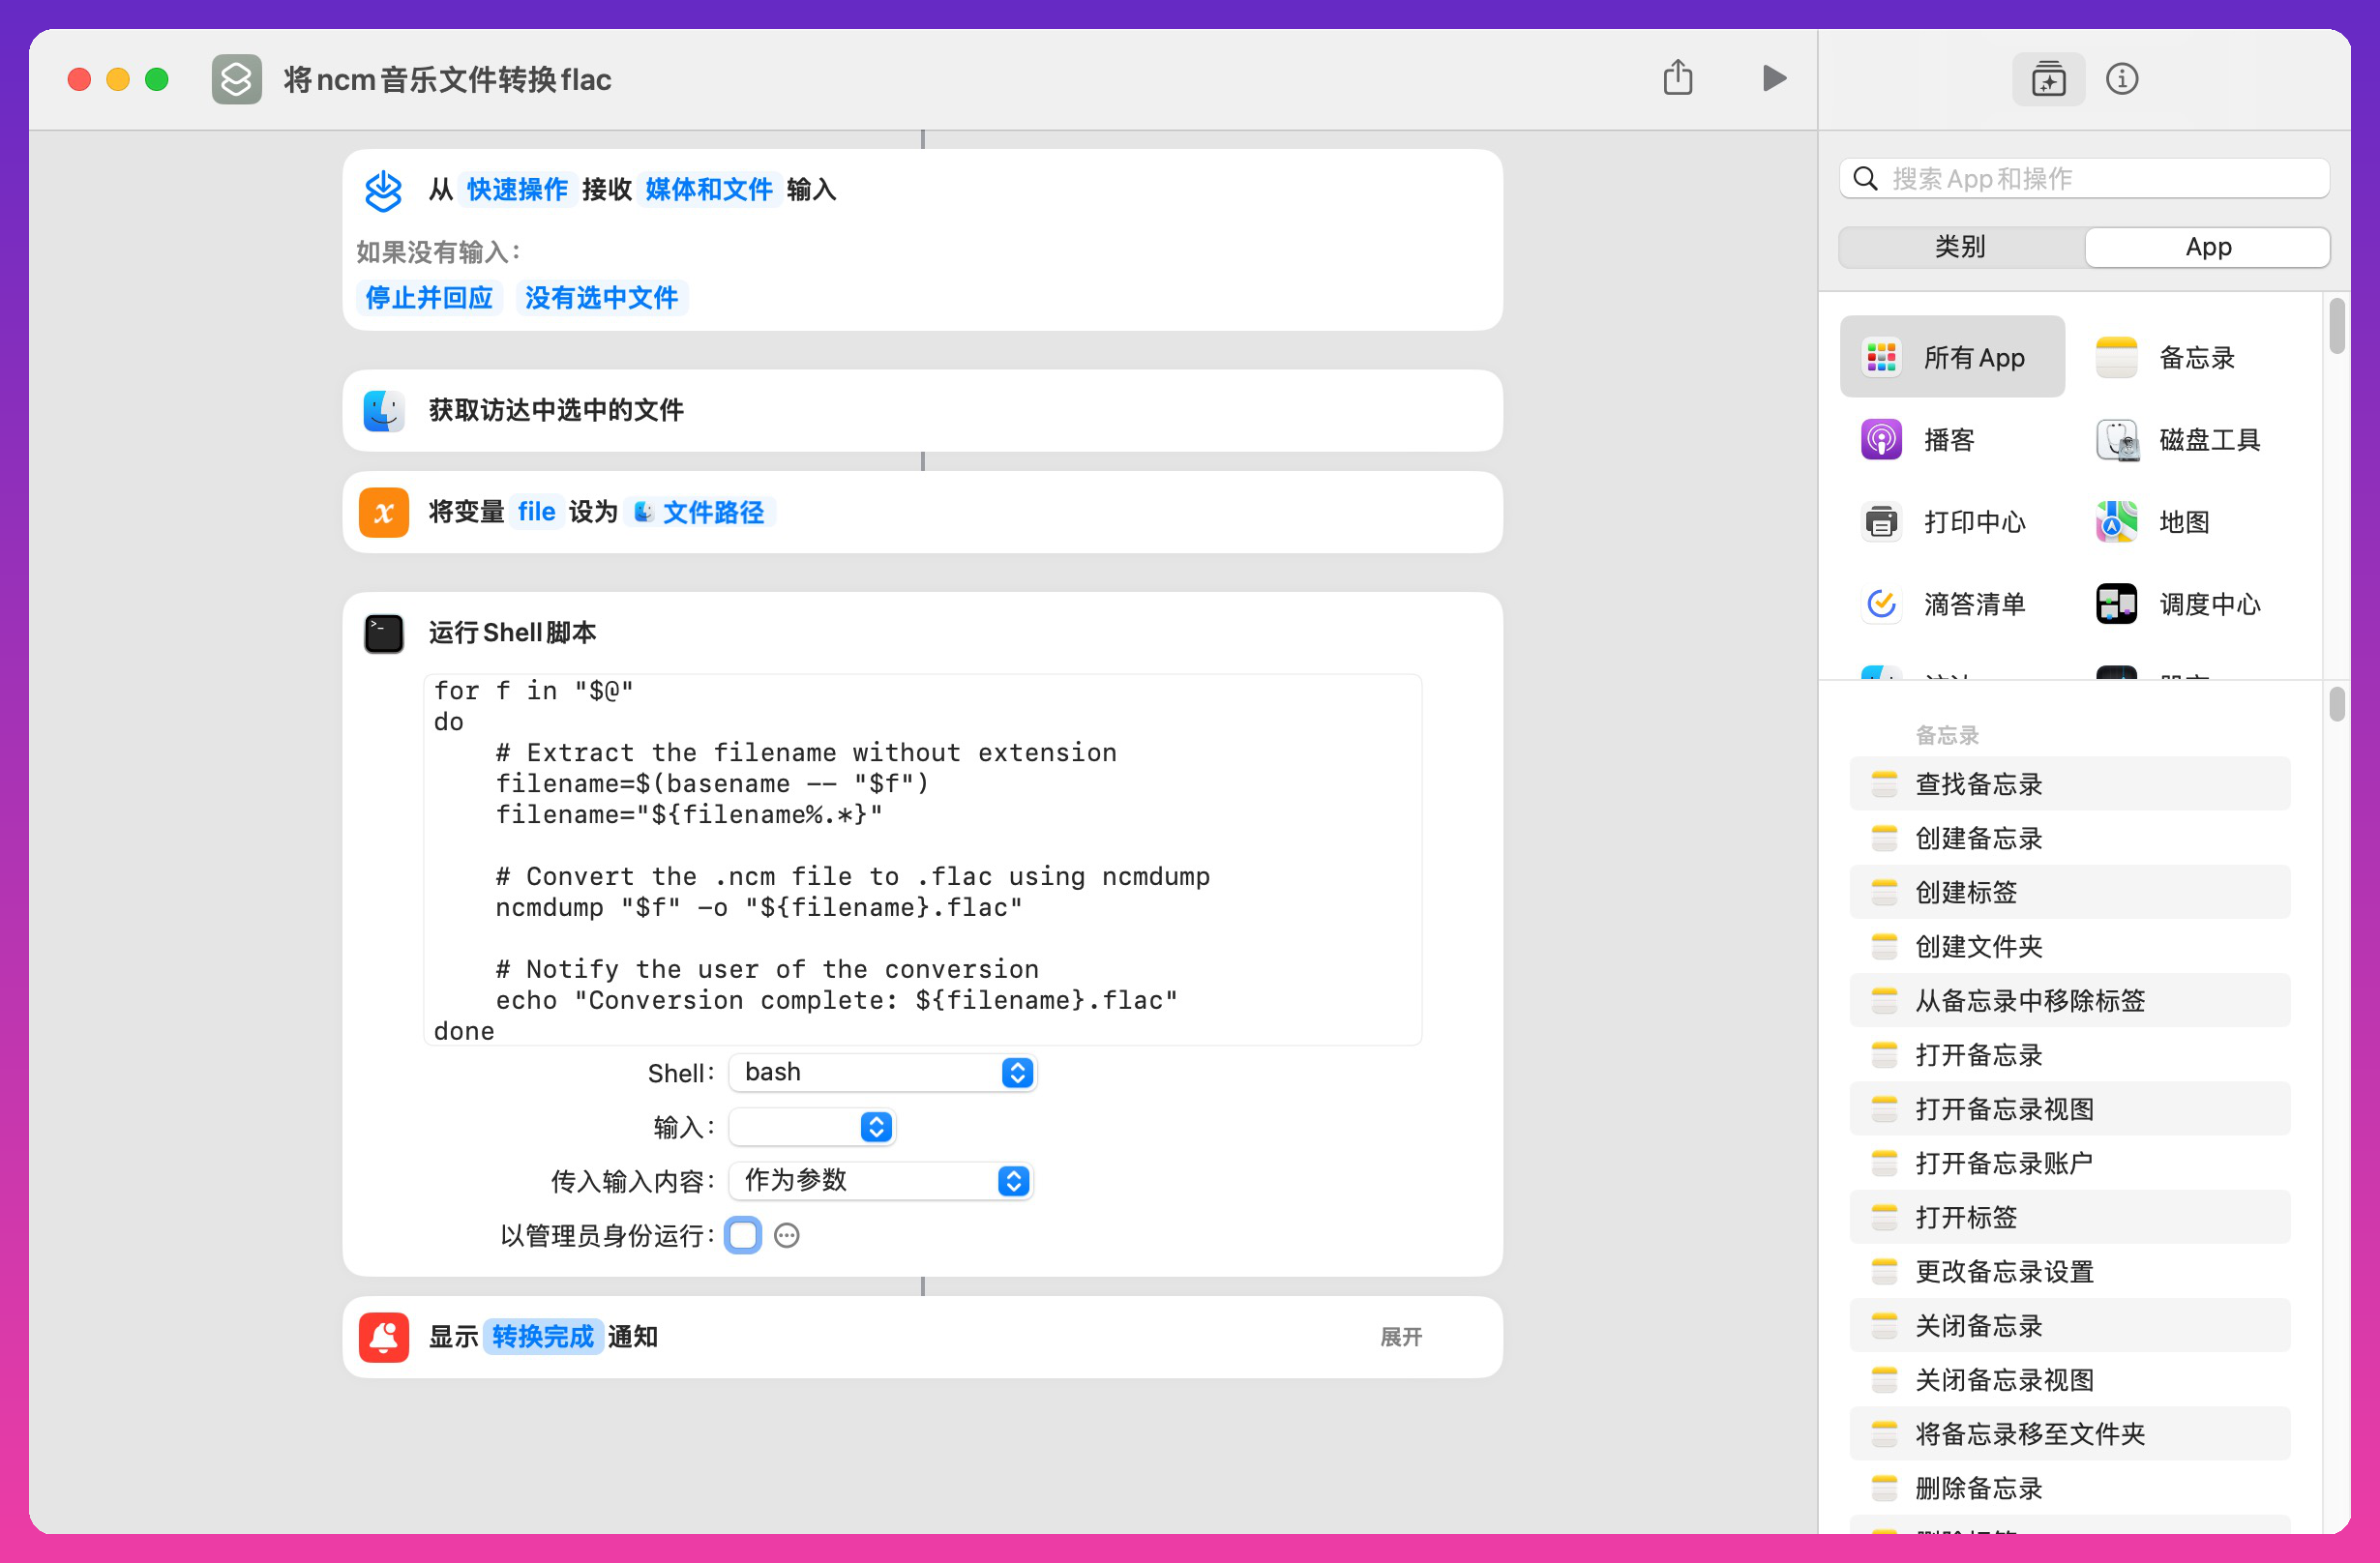 将ncm音乐文件转换flac
从 快速操作 接收 媒体和文件 输入
如果没有输入：
停止并回应 没有选中文件
获取访达中选中的文件
将变量 file 设为 文件路径
运行Shell脚本
for f in "$@"
do
    # Extract the filename without extension
    filename=$(basename -- "$f")
    filename="${filename%.*}"
    # Convert the .ncm file to .flac using ncmdump
    ncmdump "$f" -o "${filename}.flac"
    # Notify the user of the conversion
    echo "Conversion complete: ${filename}.flac"
done
Shell： bash
输入：
传入输入内容： 作为参数
以管理员身份运行：
显示 转换完成 通知 展开
搜索App和操作
类别 App
所有App 备忘录
播客 磁盘工具
打印中心 地图
滴答清单 调度中心
备忘录
查找备忘录
创建备忘录
创建标签
创建文件夹
从备忘录中移除标签
打开备忘录
打开备忘录视图
打开备忘录账户
打开标签
更改备忘录设置
关闭备忘录
关闭备忘录视图
将备忘录移至文件夹
删除备忘录